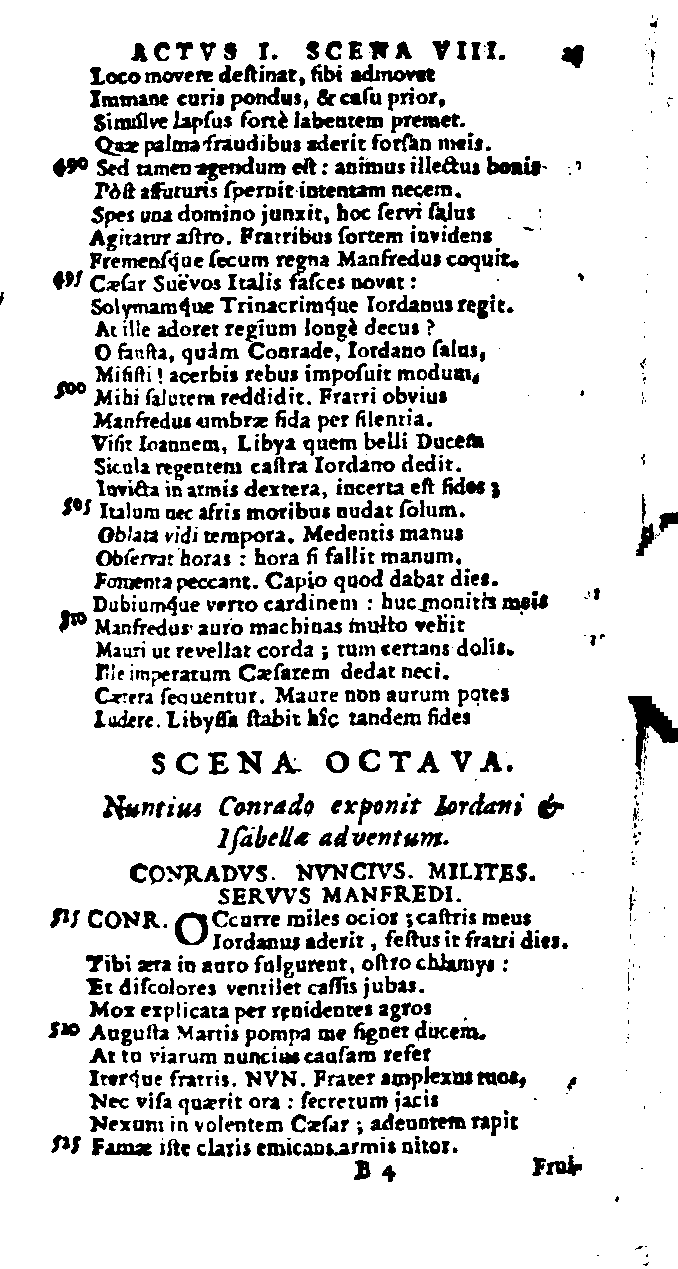 ACTVS I. SCENA VIII.
Loco movere deſtinat, ſibi admovet
Immane curis pondus, & caſu prior,
Simulve lapſus fortè labentem premet.
Quæ palma fraudibus aderit forſan meis.
490 Sed tamen agendum eſt : animus illectus bonis
Pòſt affuturis ſpernit intentam necem.
Spes una domino junxit, hoc ſervi ſalus
Agitatur aſtro. Fratribus ſortem invidens
Fremenſq́ue ſecum regna Manfredus coquit.
495 Cæſar Suëvos Italis faſces novat :
Solymamq́ue Trinacrimq́ue Iordanus regit.
At ille adoret regium longè decus ?
O fauſta, quàm Conrade, Iordano ſalus,
Miſiſti ! acerbis rebus impoſuit modum,
500 Mihi ſalutem reddidit. Fratri obvius
Manfredus umbræ fida per ſilentia.
Viſit Ioannem, Libya quem belli Ducem
Sicula regentem caſtra Iordano dedit.
Invicta in armis dextera, incerta eſt fides ;
505 Italum nec afris moribus nudat ſolum.
Oblata vidi tempora. Medentis manus
Obſervat horas : hora ſi fallit manum,
Fomenta peccant. Capio quod dabat dies.
Dubiumq́ue verto cardinem : huc monitis meis
510 Manfredus auro machinas multo vehit
Mauri ut revellat corda ; tum certans dolis.
Ille imperatum Cæſarem dedat neci.
Cætera ſequentur. Maure non aurum potes
Ludere. Libyſſa ſtabit hîc tandem fides
SCENA OCTAVA.
Nuntius Conrado exponit Iordani &
Iſabellæ adventum.
CONRADVS. NVNCIVS. MILITES.
SERVVS MANFREDI.
515 CONR. OCcurre miles ocior ; caſtris meus
Iordanus aderit, feſtus it fratri dies.
Tibi æra in auro fulgurent, oſtro chlamys :
Et diſcolores ventilet caſſis jubas.
Mox explicata per renidentes agros
520 Auguſta Martis pompa me ſignet ducem.
At tu viarum nuncius cauſam refer
Iterq́ue fratris. NVN. Frater amplexus tuos,
Nec viſa quærit ora : ſecretum jacis
Nexum in volentem Cæſar ; adeuntem rapit
525 Famæ iſte claris emicans armis nitor.
B 4 Frui-